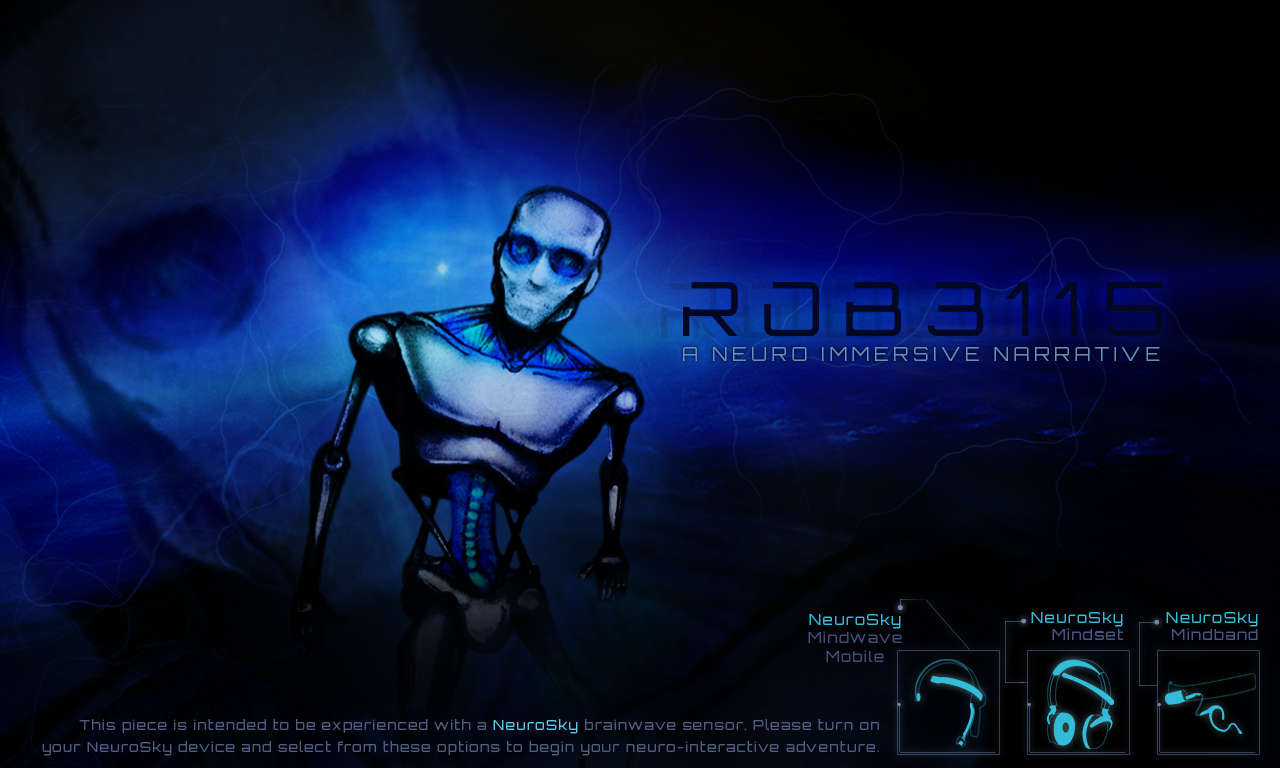 ROB3115
A NEURO IMMERSIVE NARRATIVE
NeuroSky
Mindwave
Mobile
NeuroSky
Mindset
NeuroSky
Mindband
This piece is intended to be experienced with a NeuroSky brainwave sensor. Please turn on
your NeuroSky device and select from these options to begin your neuro-interactive adventure.